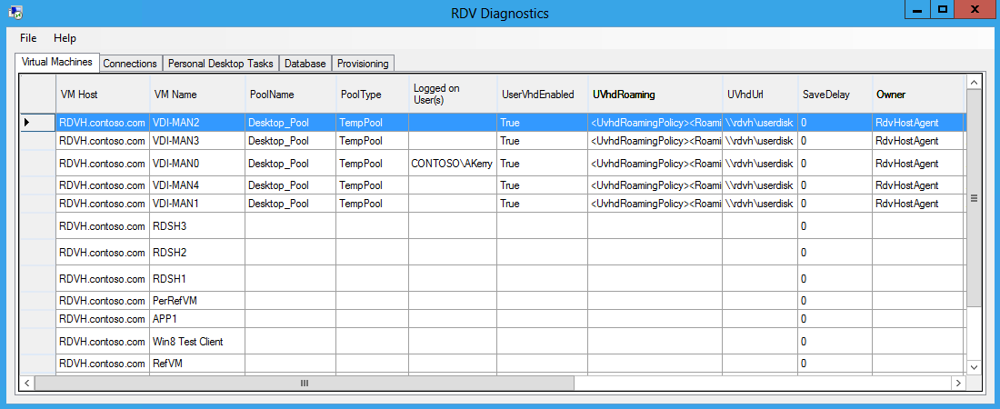 RDV Diagnostics
File Help
Virtual Machines Connections Personal Desktop Tasks Database Provisioning
VM Host VM Name PoolName PoolType Logged on User(s) UserVhdEnabled UVhdRoaming UVhdUrl SaveDelay Owner
RDVH.contoso.com VDI-MAN2 Desktop_Pool TempPool True <UvhdRoamingPolicy><Roami \\rdvh\userdisk 0 RdvHostAgent
RDVH.contoso.com VDI-MAN3 Desktop_Pool TempPool True <UvhdRoamingPolicy><Roami \\rdvh\userdisk 0 RdvHostAgent
RDVH.contoso.com VDI-MAN0 Desktop_Pool TempPool CONTOSO\AKerry True <UvhdRoamingPolicy><Roami \\rdvh\userdisk 0 RdvHostAgent
RDVH.contoso.com VDI-MAN4 Desktop_Pool TempPool True <UvhdRoamingPolicy><Roami \\rdvh\userdisk 0 RdvHostAgent
RDVH.contoso.com VDI-MAN1 Desktop_Pool TempPool True <UvhdRoamingPolicy><Roami \\rdvh\userdisk 0 RdvHostAgent
RDVH.contoso.com RDSH3 0
RDVH.contoso.com RDSH2 0
RDVH.contoso.com RDSH1 0
RDVH.contoso.com PerRefVM 0
RDVH.contoso.com APP1 0
RDVH.contoso.com Win8 Test Client 0
RDVH.contoso.com RefVM 0